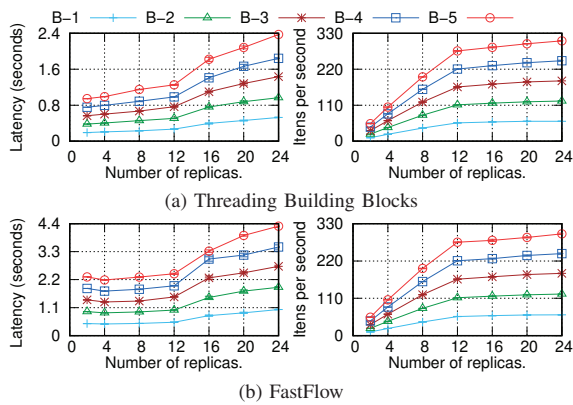 B-1 B-2 B-3 B-4 B-5
Latency (seconds)
2.4
1.6
0.8
0
0 4 8 12 16 20 24
Number of replicas.
Itens per second
330
220
110
0
0 4 8 12 16 20 24
Number of replicas.
(a) Threading Building Blocks
Latency (seconds)
4.4
3.3
2.2
1.1
0
0 4 8 12 16 20 24
Number of replicas.
Itens per second
330
220
110
0
0 4 8 12 16 20 24
Number of replicas.
(b) FastFlow